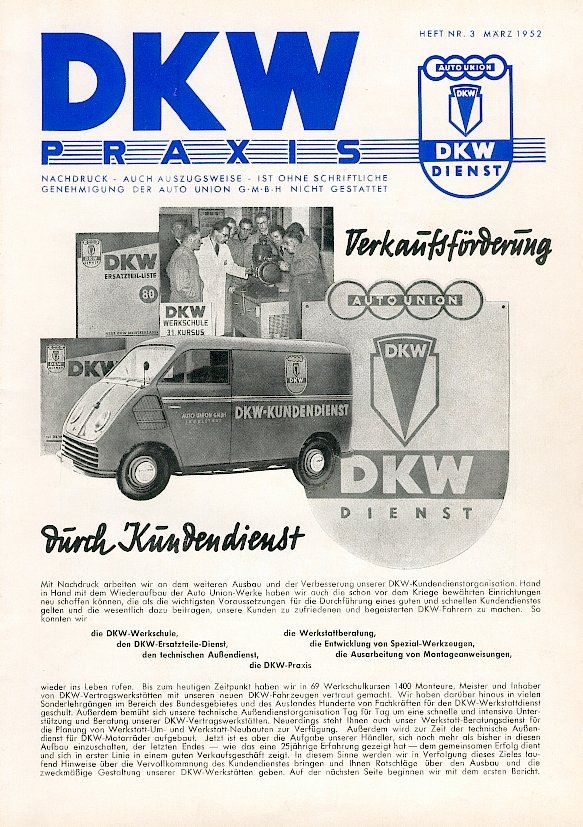 HEFT NR. 3 MÄRZ 1952
DKW
PRAXIS
NACHDRUCK - AUCH AUSZUGSWEISE - IST OHNE SCHRIFTLICHE
GENEHMIGUNG DER AUTO UNION G·M·B·H NICHT GESTATTET
AUTO UNION
DKW
DKW
DIENST
Verkaufsförderung
DKW
ERSATZTEIL-LISTE
80
DKW
WERKSCHULE
31. KURSUS
DKW
AUTO UNION GMBH
DKW-KUNDENDIENST
AUTO UNION
DKW
DKW
DIENST
durch Kundendienst
Mit Nachdruck arbeiten wir an dem weiteren Ausbau und der Verbesserung unserer DKW-Kundendienstorganisation. Hand
in Hand mit dem Wiederaufbau der Auto Union-Werke haben wir auch die schon vor dem Kriege bewährten Einrichtungen
neu schaffen können, die als die wichtigsten Voraussetzungen für die Durchführung eines guten und schnellen Kundendienstes
gelten und die wesentlich dazu beitragen, unsere Kunden zu zufriedenen und begeisterten DKW-Fahrern zu machen. So
konnten wir
die DKW-Werkschule, die Werkstattberatung,
den DKW-Ersatzteile-Dienst, die Entwicklung von Spezial-Werkzeugen,
den technischen Außendienst, die Ausarbeitung von Montageanweisungen,
die DKW-Praxis
wieder ins Leben rufen. Bis zum heutigen Zeitpunkt haben wir in 69 Werkschulkursen 1400 Monteure, Meister und Inhaber
von DKW-Vertragswerkstätten mit unseren neuen DKW-Fahrzeugen vertraut gemacht. Wir haben darüber hinaus in vielen
Sonderlehrgängen im Bereich des Bundesgebietes und des Auslandes Hunderte von Fachkräften für den DKW-Werkstattdienst
geschult. Außerdem bemüht sich unsere technische Außendienstorganisation Tag für Tag um eine schnelle und intensive Unter-
stützung und Beratung unserer DKW-Vertragswerkstätten. Neuerdings steht Ihnen auch unser Werkstatt-Beratungsdienst für
die Planung von Werkstatt-Um- und Werkstatt-Neubauten zur Verfügung. Außerdem wird zur Zeit der technische Außen-
dienst für DKW-Motorräder aufgebaut. Jetzt ist es aber die Aufgabe unserer Händler, sich noch mehr als bisher in diesen
Aufbau einzuschalten, der letzten Endes — wie das eine 25jährige Erfahrung gezeigt hat — dem gemeinsamen Erfolg dient
und sich in erster Linie in einem guten Verkaufsgeschäft zeigt. In diesem Sinne werden wir in Verfolgung dieses Zieles lau-
fend Hinweise über die Vervollkommnung des Kundendienstes bringen und Ihnen Ratschläge über den Ausbau und die
zweckmäßige Gestaltung unserer DKW-Werkstätten geben. Auf der nächsten Seite beginnen wir mit dem ersten Bericht.